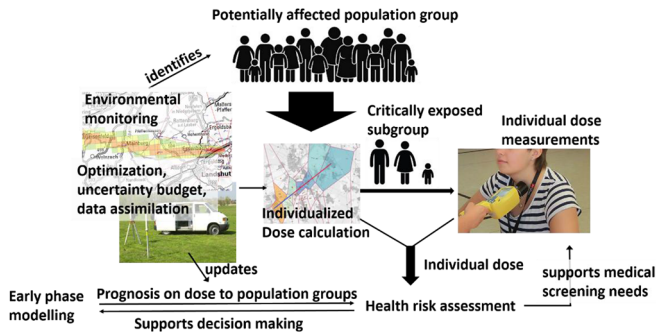 Potentially affected population group
identifies
Environmental
monitoring
Optimization,
uncertainty budget,
data assimilation
Landshut
Critically exposed
subgroup
Individual dose
measurements
Individualized
Dose calculation
updates
Individual dose
supports medical
screening needs
Early phase
modelling
Prognosis on dose to population groups
Health risk assessment
Supports decision making